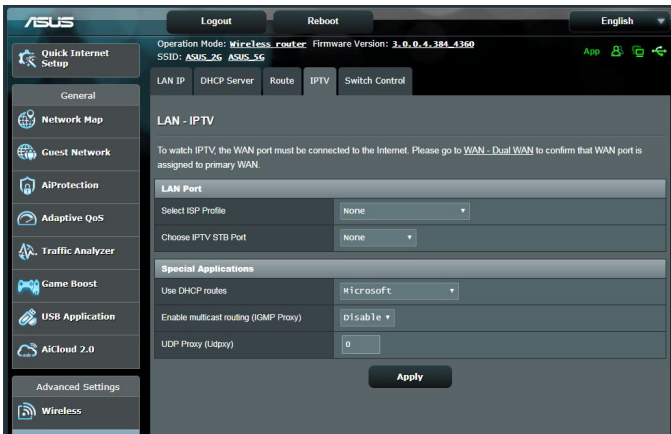 ASUS
Logout
Reboot
English
Quick Internet
Setup
Operation Mode: Wireless router Firmware Version: 3.0.0.4.384_4360
SSID: ASUS_2G ASUS_5G
App
LAN IP
DHCP Server
Route
IPTV
Switch Control
General
Network Map
Guest Network
AiProtection
Adaptive QoS
Traffic Analyzer
Game Boost
USB Application
AiCloud 2.0
Advanced Settings
Wireless
LAN - IPTV
To watch IPTV, the WAN port must be connected to the Internet. Please go to WAN - Dual WAN to confirm that WAN port is
assigned to primary WAN.
LAN Port
Select ISP Profile
None
Choose IPTV STB Port
None
Special Applications
Use DHCP routes
Microsoft
Enable multicast routing (IGMP Proxy)
Disable
UDP Proxy (Udpxy)
0
Apply